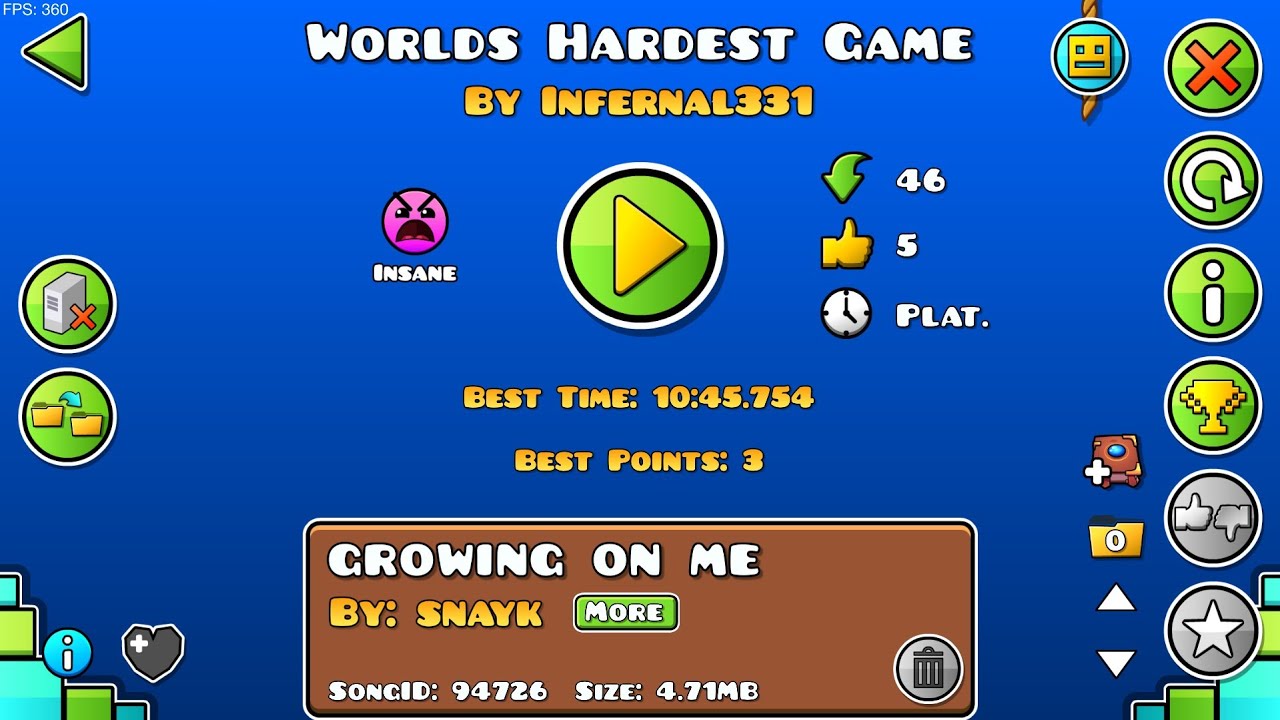 FPS: 360
Worlds Hardest Game
By Infernal331
46
Insane
5
Plat.
Best Time: 10:45.754
Best Points: 3
GROWING ON ME
By: SNAYK
More
0
SongID: 94726 Size: 4.71MB